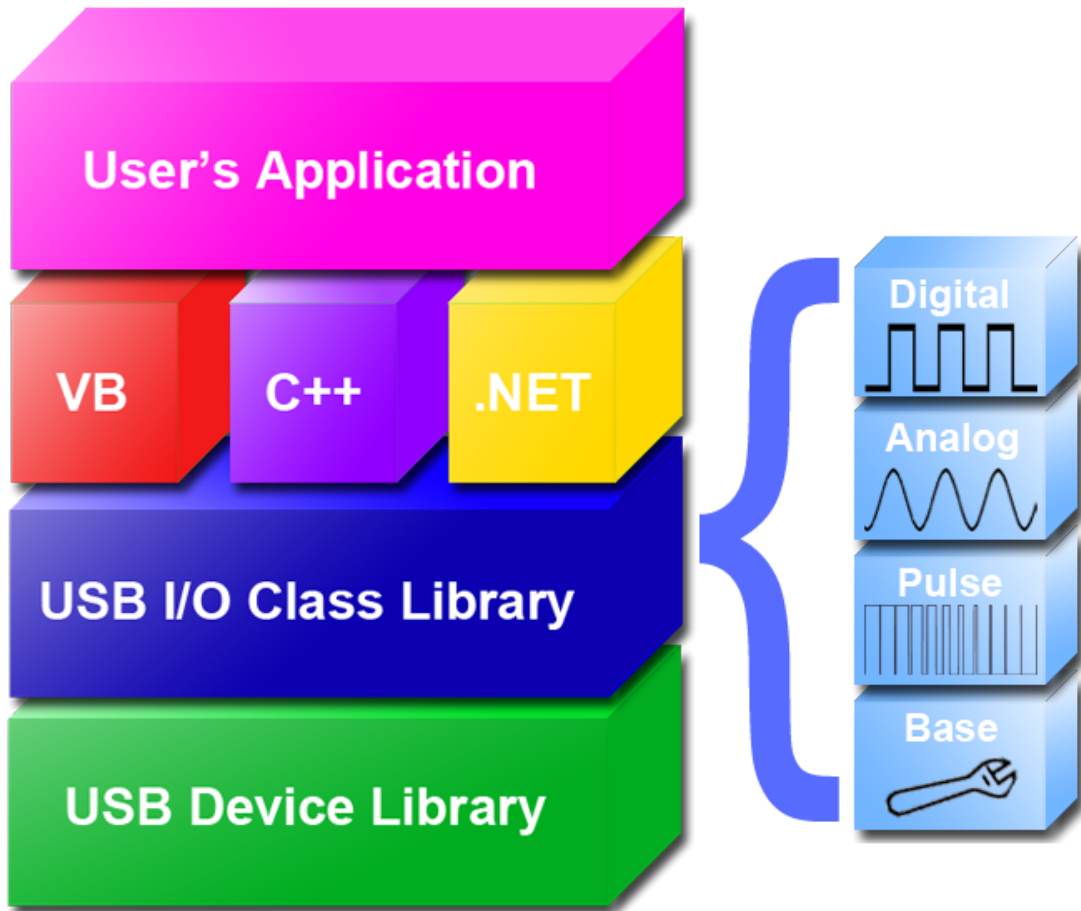 User’s Application
VB
C++
.NET
USB I/O Class Library
USB Device Library
Digital
Analog
Pulse
Base